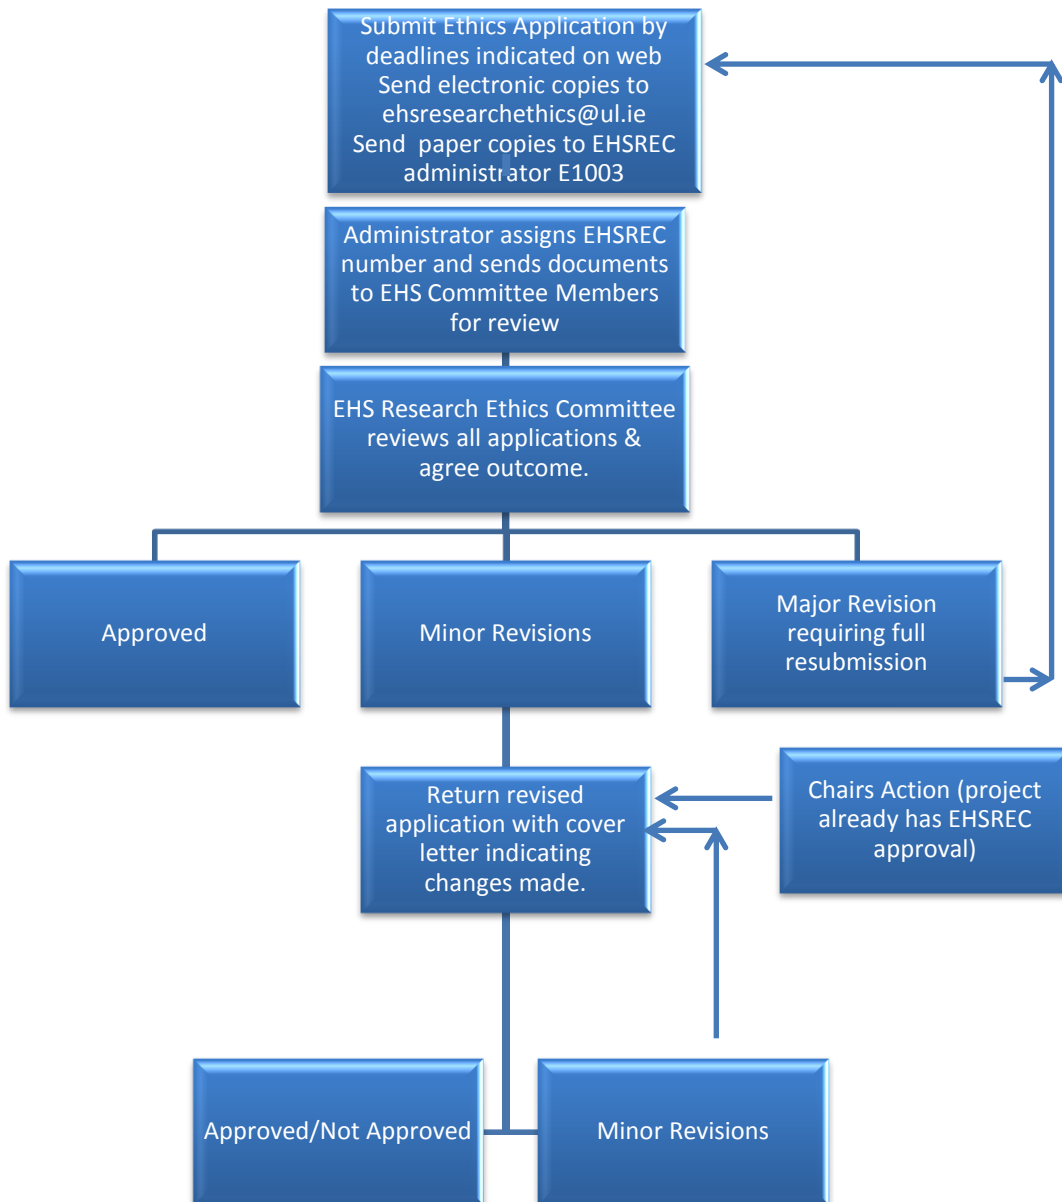 Submit Ethics Application by
deadlines indicated on web
Send electronic copies to
ehsresearchethics@ul.ie
Send paper copies to EHSREC
administrator E1003
Administrator assigns EHSREC
number and sends documents
to EHS Committee Members
for review
EHS Research Ethics Committee
reviews all applications &
agree outcome.
Approved
Minor Revisions
Major Revision
requiring full
resubmission
Return revised
application with cover
letter indicating
changes made.
Chairs Action (project
already has EHSREC
approval)
Approved/Not Approved
Minor Revisions